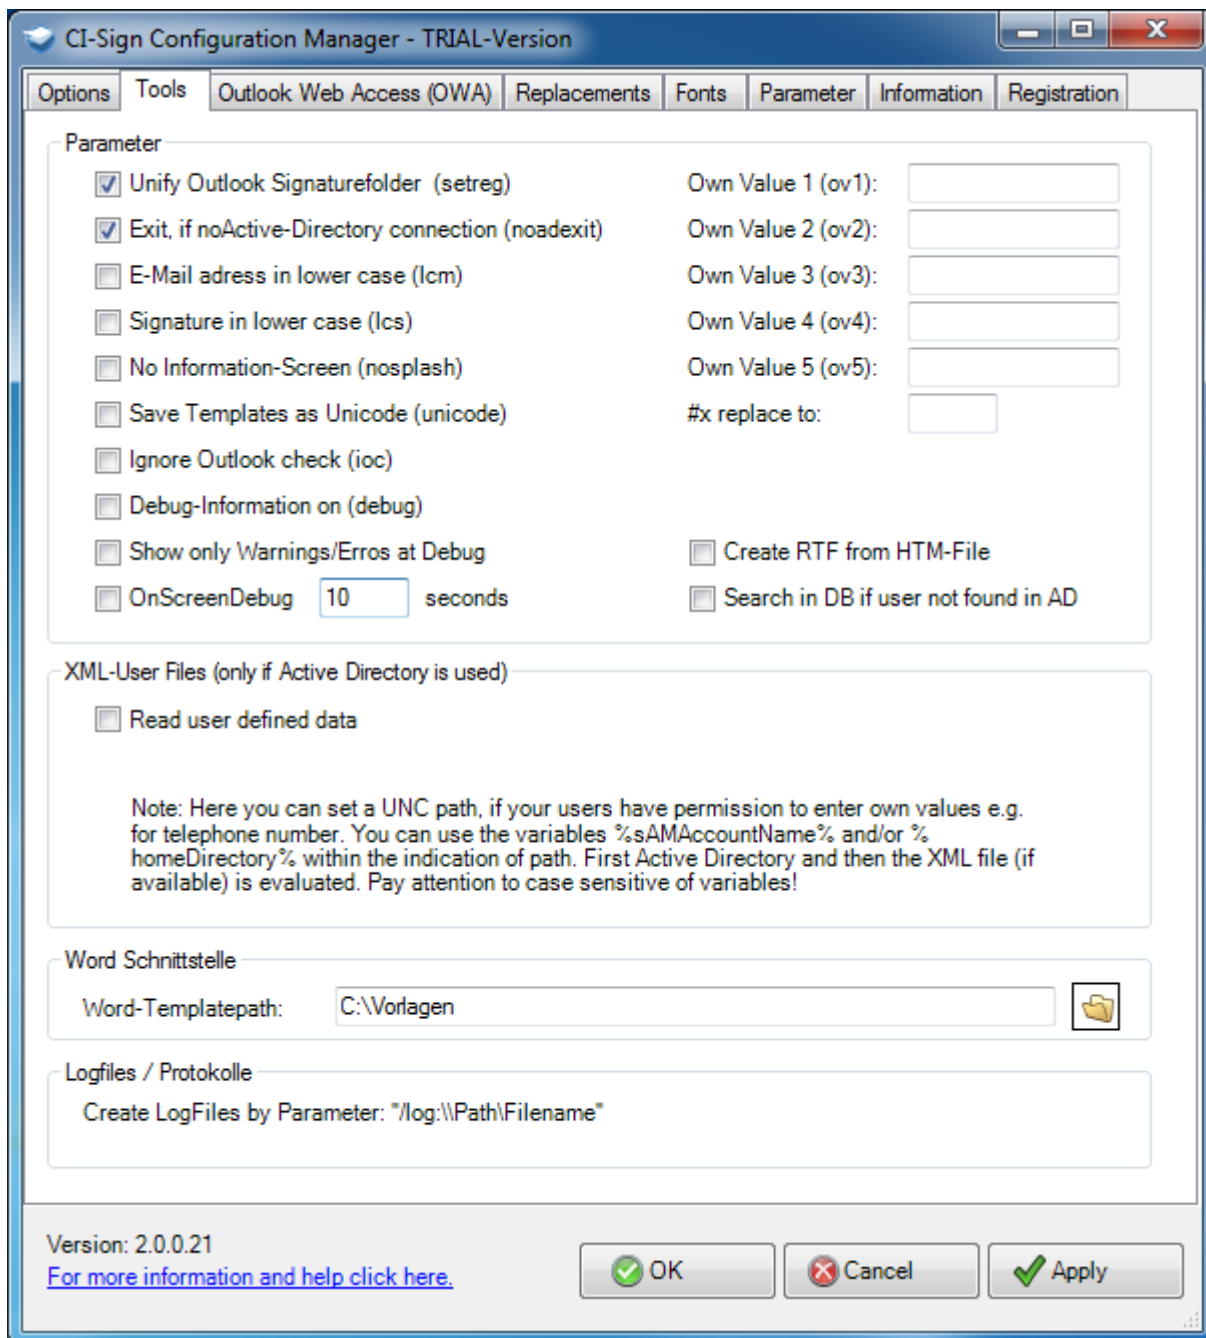 CI-Sign Configuration Manager - TRIAL-Version
Options Tools Outlook Web Access (OWA) Replacements Fonts Parameter Information Registration
Parameter
Unify Outlook Signaturefolder (setreg) Own Value 1 (ov1):
Exit, if noActive-Directory connection (noadexit) Own Value 2 (ov2):
E-Mail adress in lower case (lcm) Own Value 3 (ov3):
Signature in lower case (lcs) Own Value 4 (ov4):
No Information-Screen (nosplash) Own Value 5 (ov5):
Save Templates as Unicode (unicode) #x replace to:
Ignore Outlook check (ioc)
Debug-Information on (debug)
Show only Warnings/Erros at Debug Create RTF from HTM-File
OnScreenDebug 10 seconds Search in DB if user not found in AD
XML-User Files (only if Active Directory is used)
Read user defined data
Note: Here you can set a UNC path, if your users have permission to enter own values e.g.
for telephone number. You can use the variables %sAMAccountName% and/or %
homeDirectory% within the indication of path. First Active Directory and then the XML file (if
available) is evaluated. Pay attention to case sensitive of variables!
Word Schnittstelle
Word-Templatepath: C:\Vorlagen
Logfiles / Protokolle
Create LogFiles by Parameter: "/log:\\Path\Filename"
Version: 2.0.0.21
For more information and help click here.
OK Cancel Apply